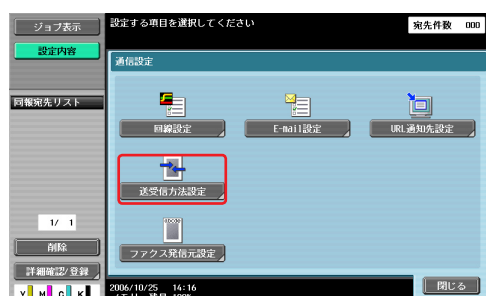 ジョブ表示
設定する項目を選択してください
宛先件数 000
設定内容
通信設定
同報宛先リスト
回線設定
E-mail設定
URL通知先設定
送受信方法設定
1/ 1
削除
ファクス発信元設定
詳細確認/登録
2006/10/25 14:16
閉じる
Y M C K